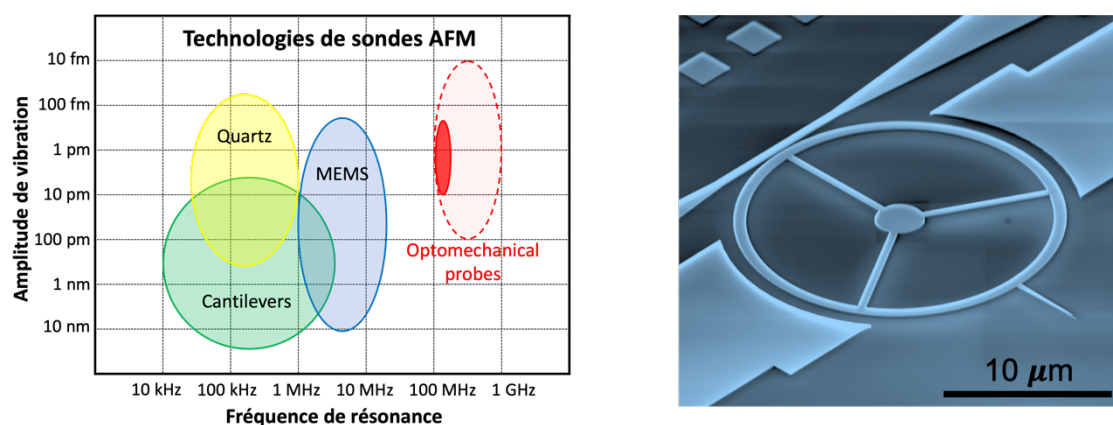 Technologies de sondes AFM
Amplitude de vibration
10 fm
100 fm
1 pm
10 pm
100 pm
1 nm
10 nm
Quartz
MEMS
Cantilevers
Optomechanical
probes
10 kHz
100 kHz
1 MHz
10 MHz
100 MHz
1 GHz
Fréquence de résonance
10 μm